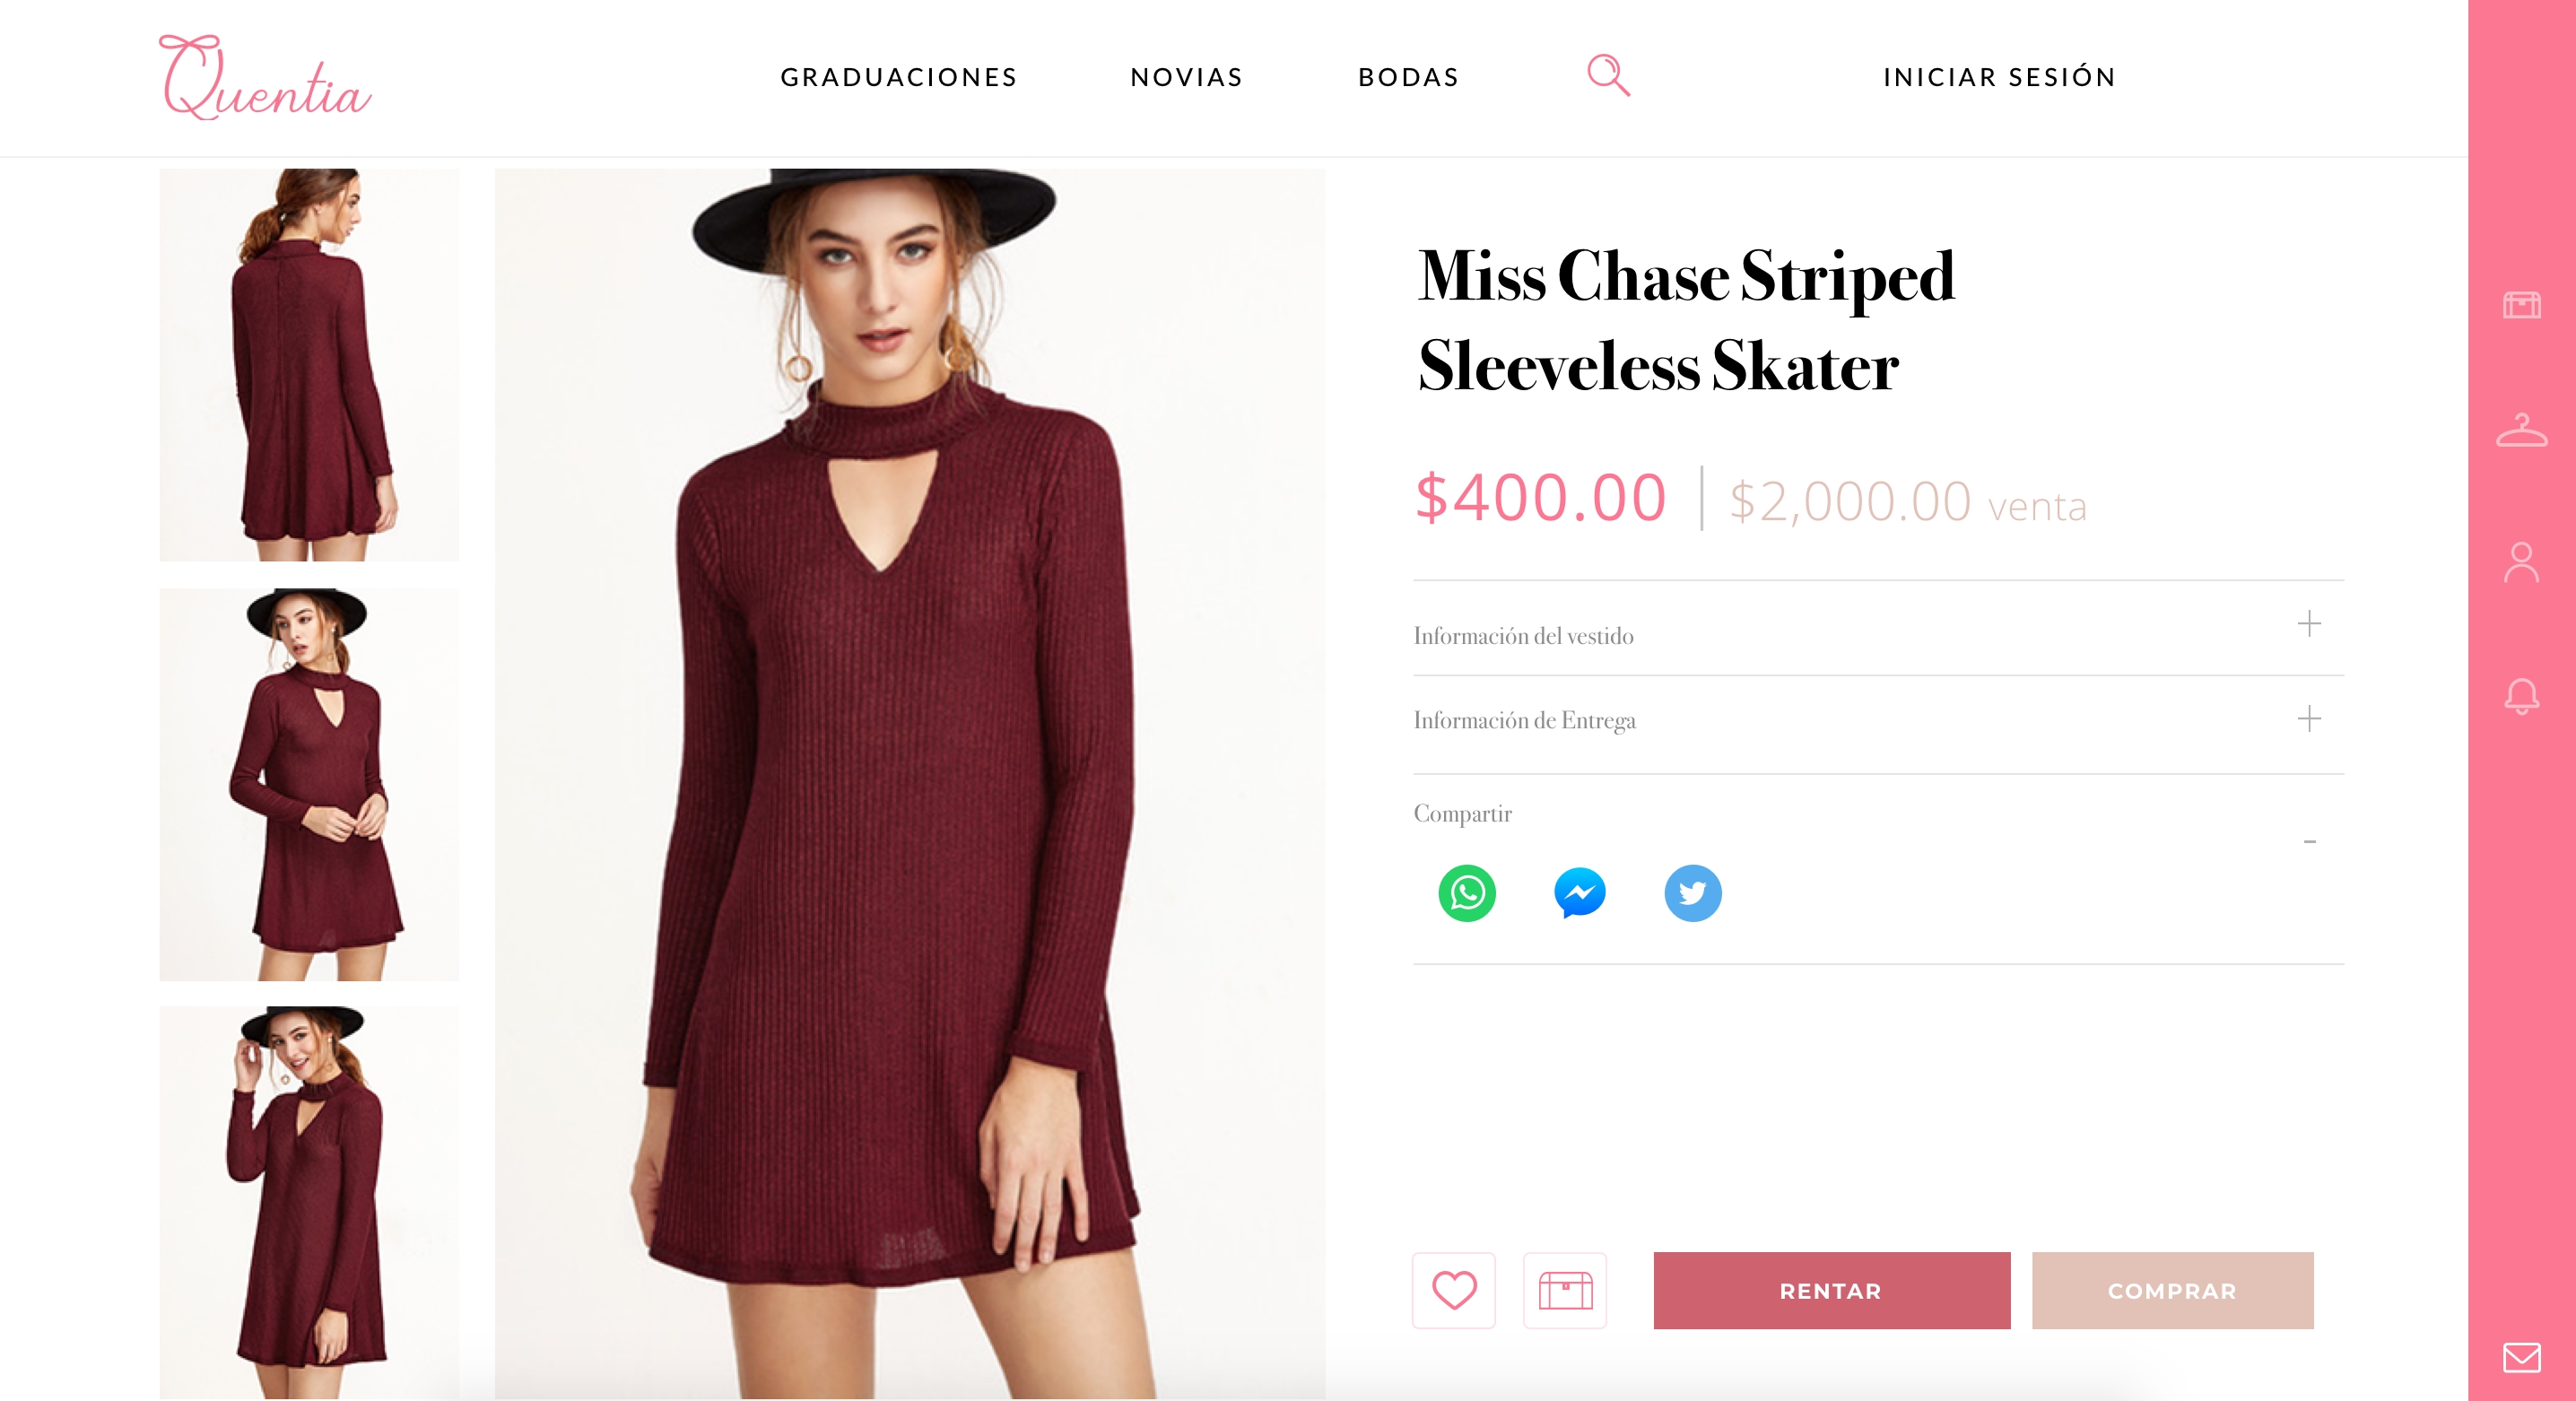 Quentia
GRADUACIONES
NOVIAS
BODAS
INICIAR SESIÓN
Miss Chase Striped
Sleeveless Skater
$400.00 | $2,000.00 venta
Información del vestido
Información de Entrega
Compartir
RENTAR
COMPRAR